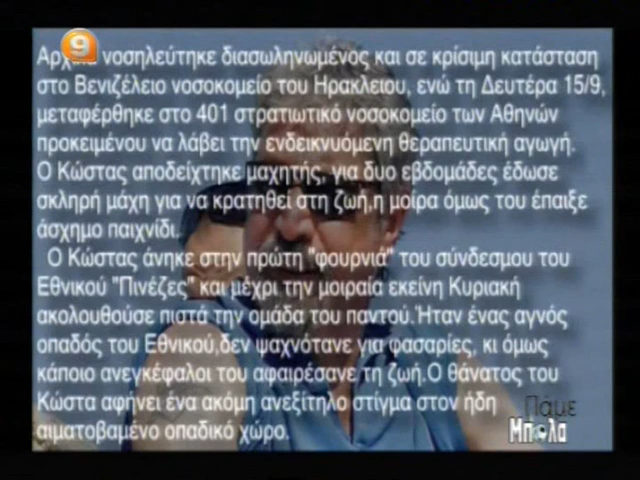 9
Αρχικά νοσηλεύτηκε διασωληνωμένος και σε κρίσιμη κατάσταση
στο Βενιζέλειο νοσοκομείο του Ηρακλειου, ενώ τη Δευτέρα 15/9,
μεταφέρθηκε στο 401 στρατιωτικό νοσοκομείο των Αθηνών
προκειμένου να λάβει την ενδεικνυόμενη θεραπευτική αγωγή.
Ο Κώστας αποδείχτηκε μαχητής, για δυο εβδομάδες έδωσε
σκληρή μάχη για να κρατηθεί στη ζωή,η μοίρα όμως του έπαιξε
άσχημο παιχνίδι.
Ο Κώστας άνηκε στην πρώτη "φουρνιά" του σύνδεσμου του
Εθνικού "Πινέζες" και μέχρι την μοιραία εκείνη Κυριακή
ακολουθούσε πιστά την ομάδα του παντού.Ήταν ένας αγνός
οπαδός του Εθνικού,δεν ψαχνότανε για φασαρίες, κι όμως
κάποιο ανεγκέφαλοι του αφαιρέσανε τη ζωή.Ο θάνατος του
Κώστα αφήνει ένα ακόμη ανεξίτηλο στίγμα στον ήδη
αιματοβαμένο οπαδικό χώρο.
Πάμε
Μπάλα